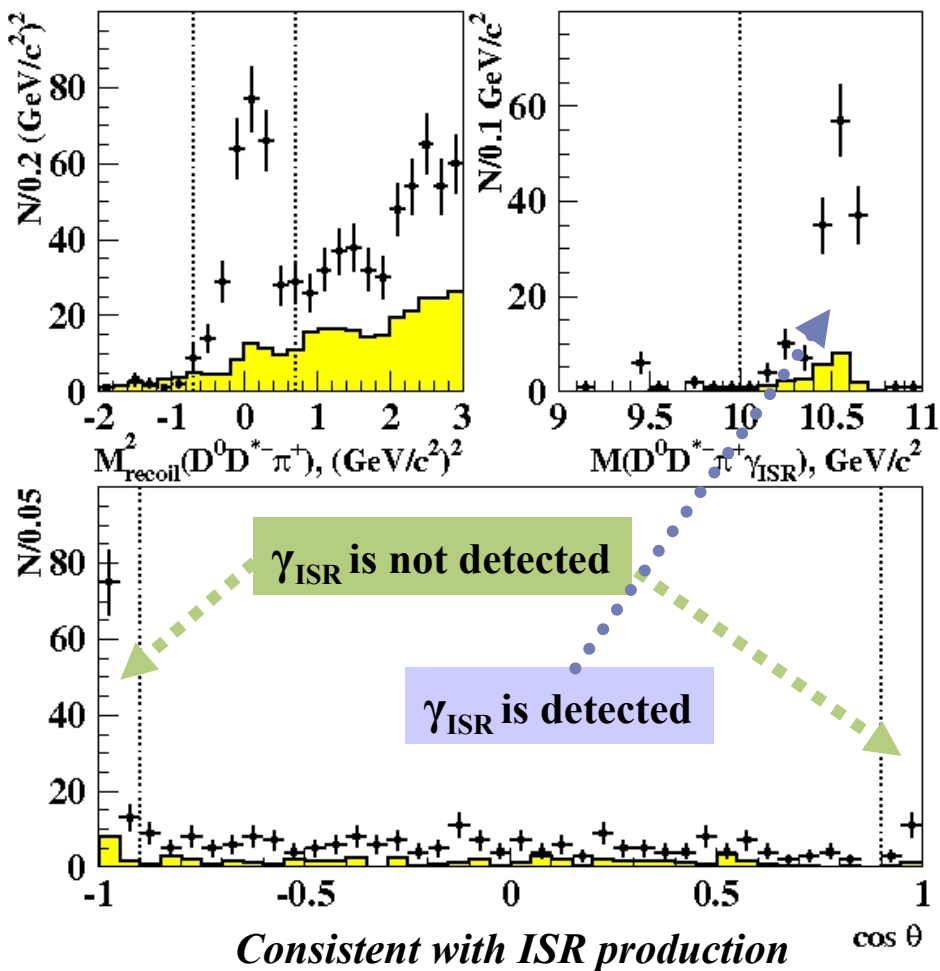 N/0.2 (GeV/c²)²
80
60
40
20
0
-2 -1 0 1 2 3
M²recoil(D⁰D*⁻π⁺), (GeV/c²)²
N/0.1 GeV/c²
60
40
20
0
9 9.5 10 10.5 11
M(D⁰D*⁻π⁺γISR), GeV/c²
N/0.05
80
60
40
20
0
γISR is not detected
γISR is detected
-1 -0.5 0 0.5 1
cos θ
Consistent with ISR production